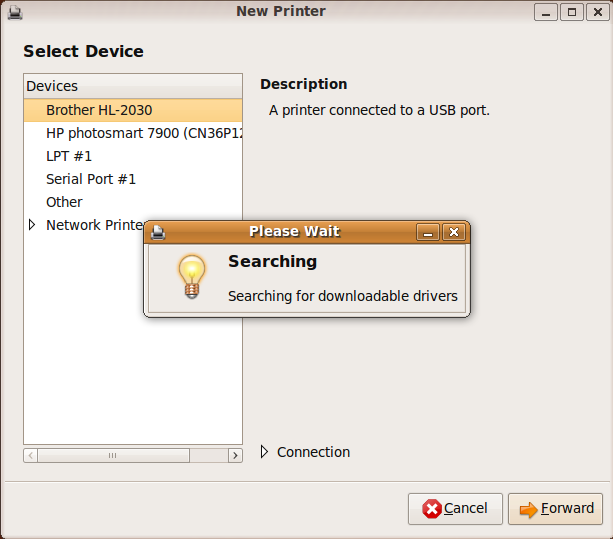 New Printer
Select Device
Devices
Brother HL-2030
HP photosmart 7900 (CN36P12
LPT #1
Serial Port #1
Other
Network Printe
Description
A printer connected to a USB port.
Please Wait
Searching
Searching for downloadable drivers
Connection
Cancel
Forward